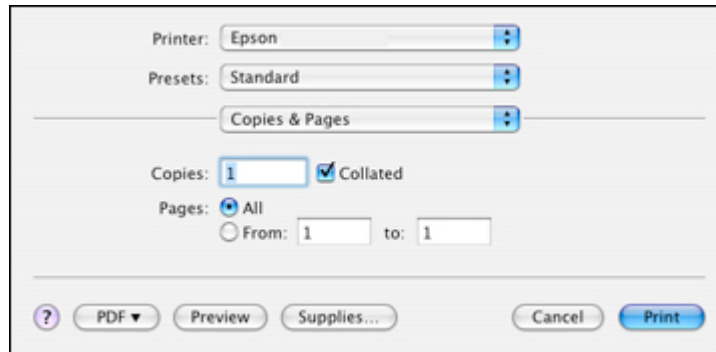 Printer: Epson
Presets: Standard
Copies & Pages
Copies: 1 Collated
Pages: All
From: 1 to: 1
? PDF ▼ Preview Supplies... Cancel Print